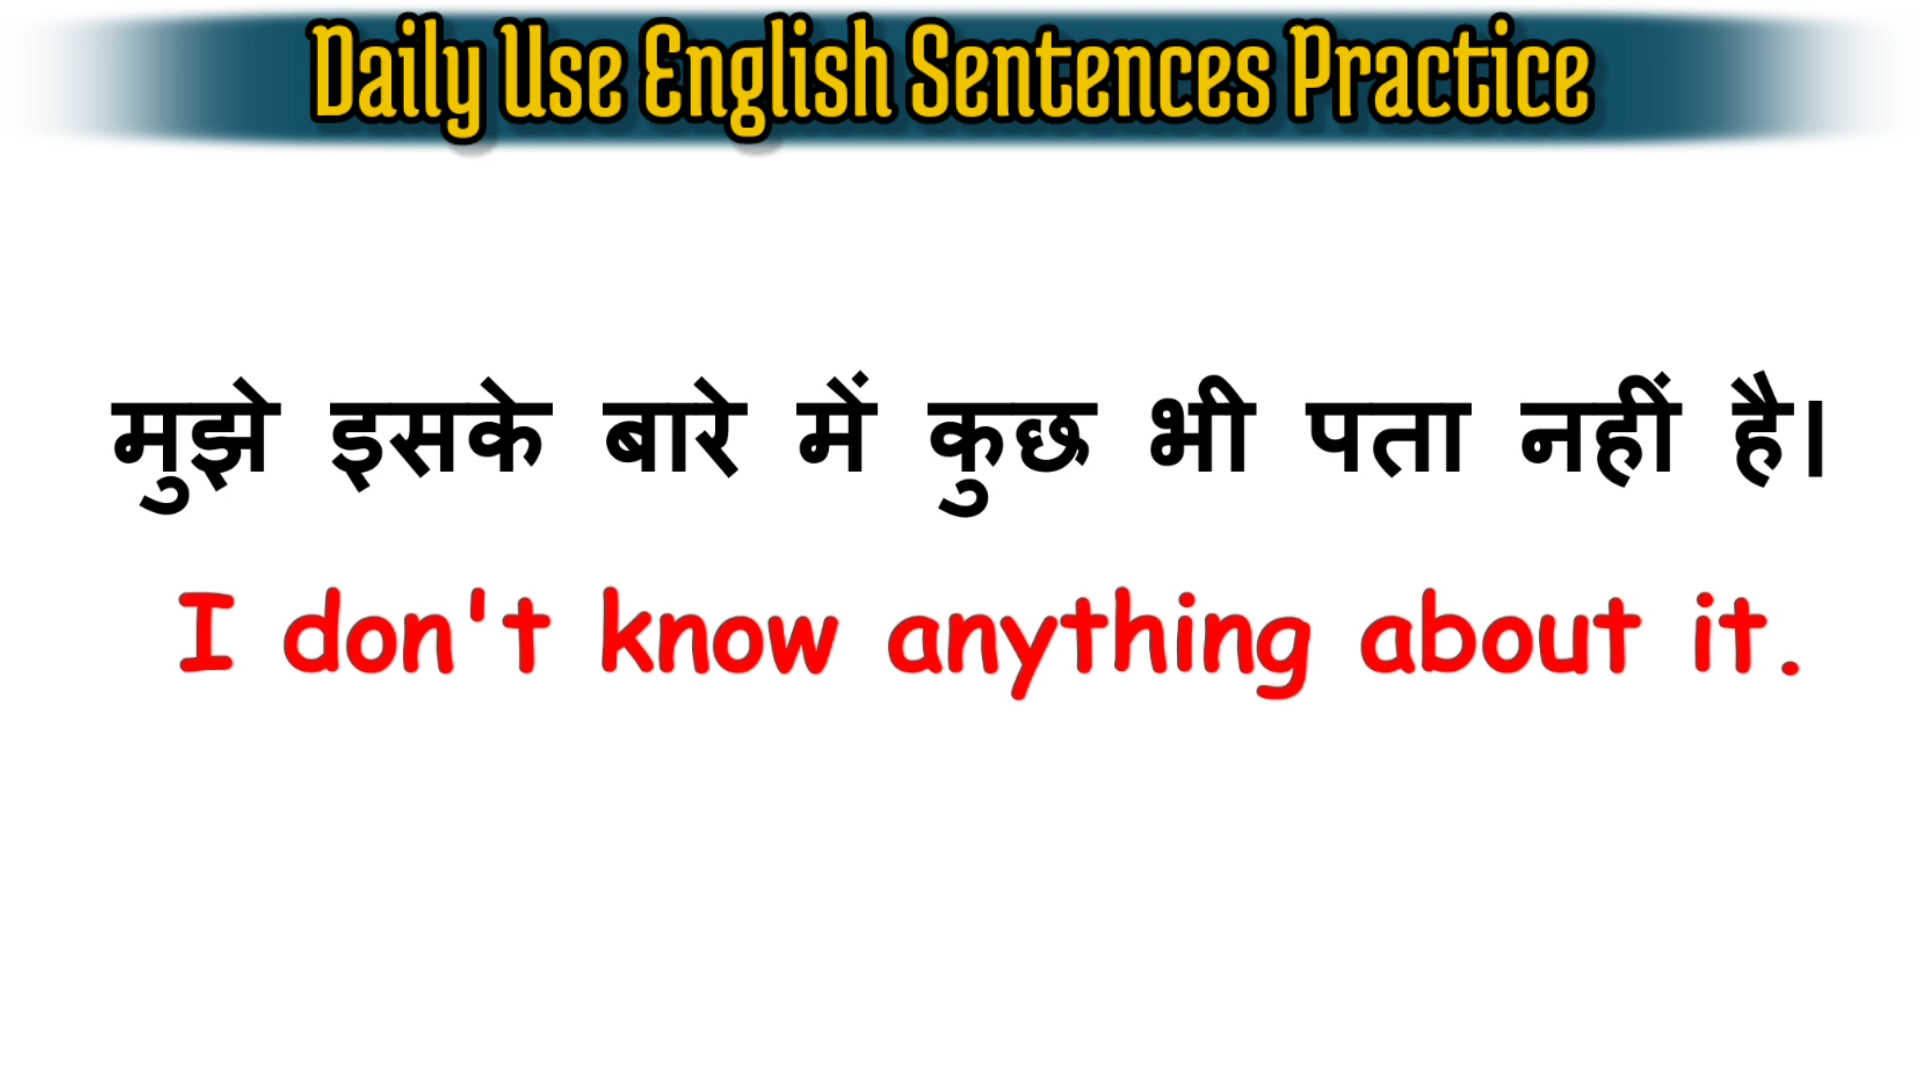 Daily Use English Sentences Practice
मुझे इसके बारे में कुछ भी पता नहीं है।
I don't know anything about it.